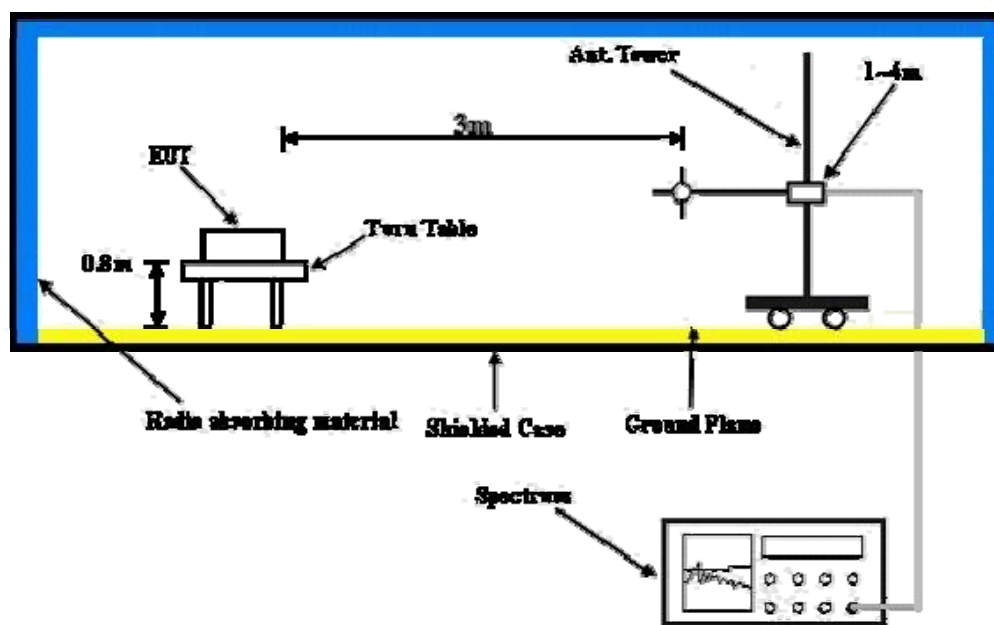 Ant. Tower
1~4m
3m
EUT
Turn Table
0.8m
Radio absorbing material
Shielded Case
Ground Plane
Spectrum